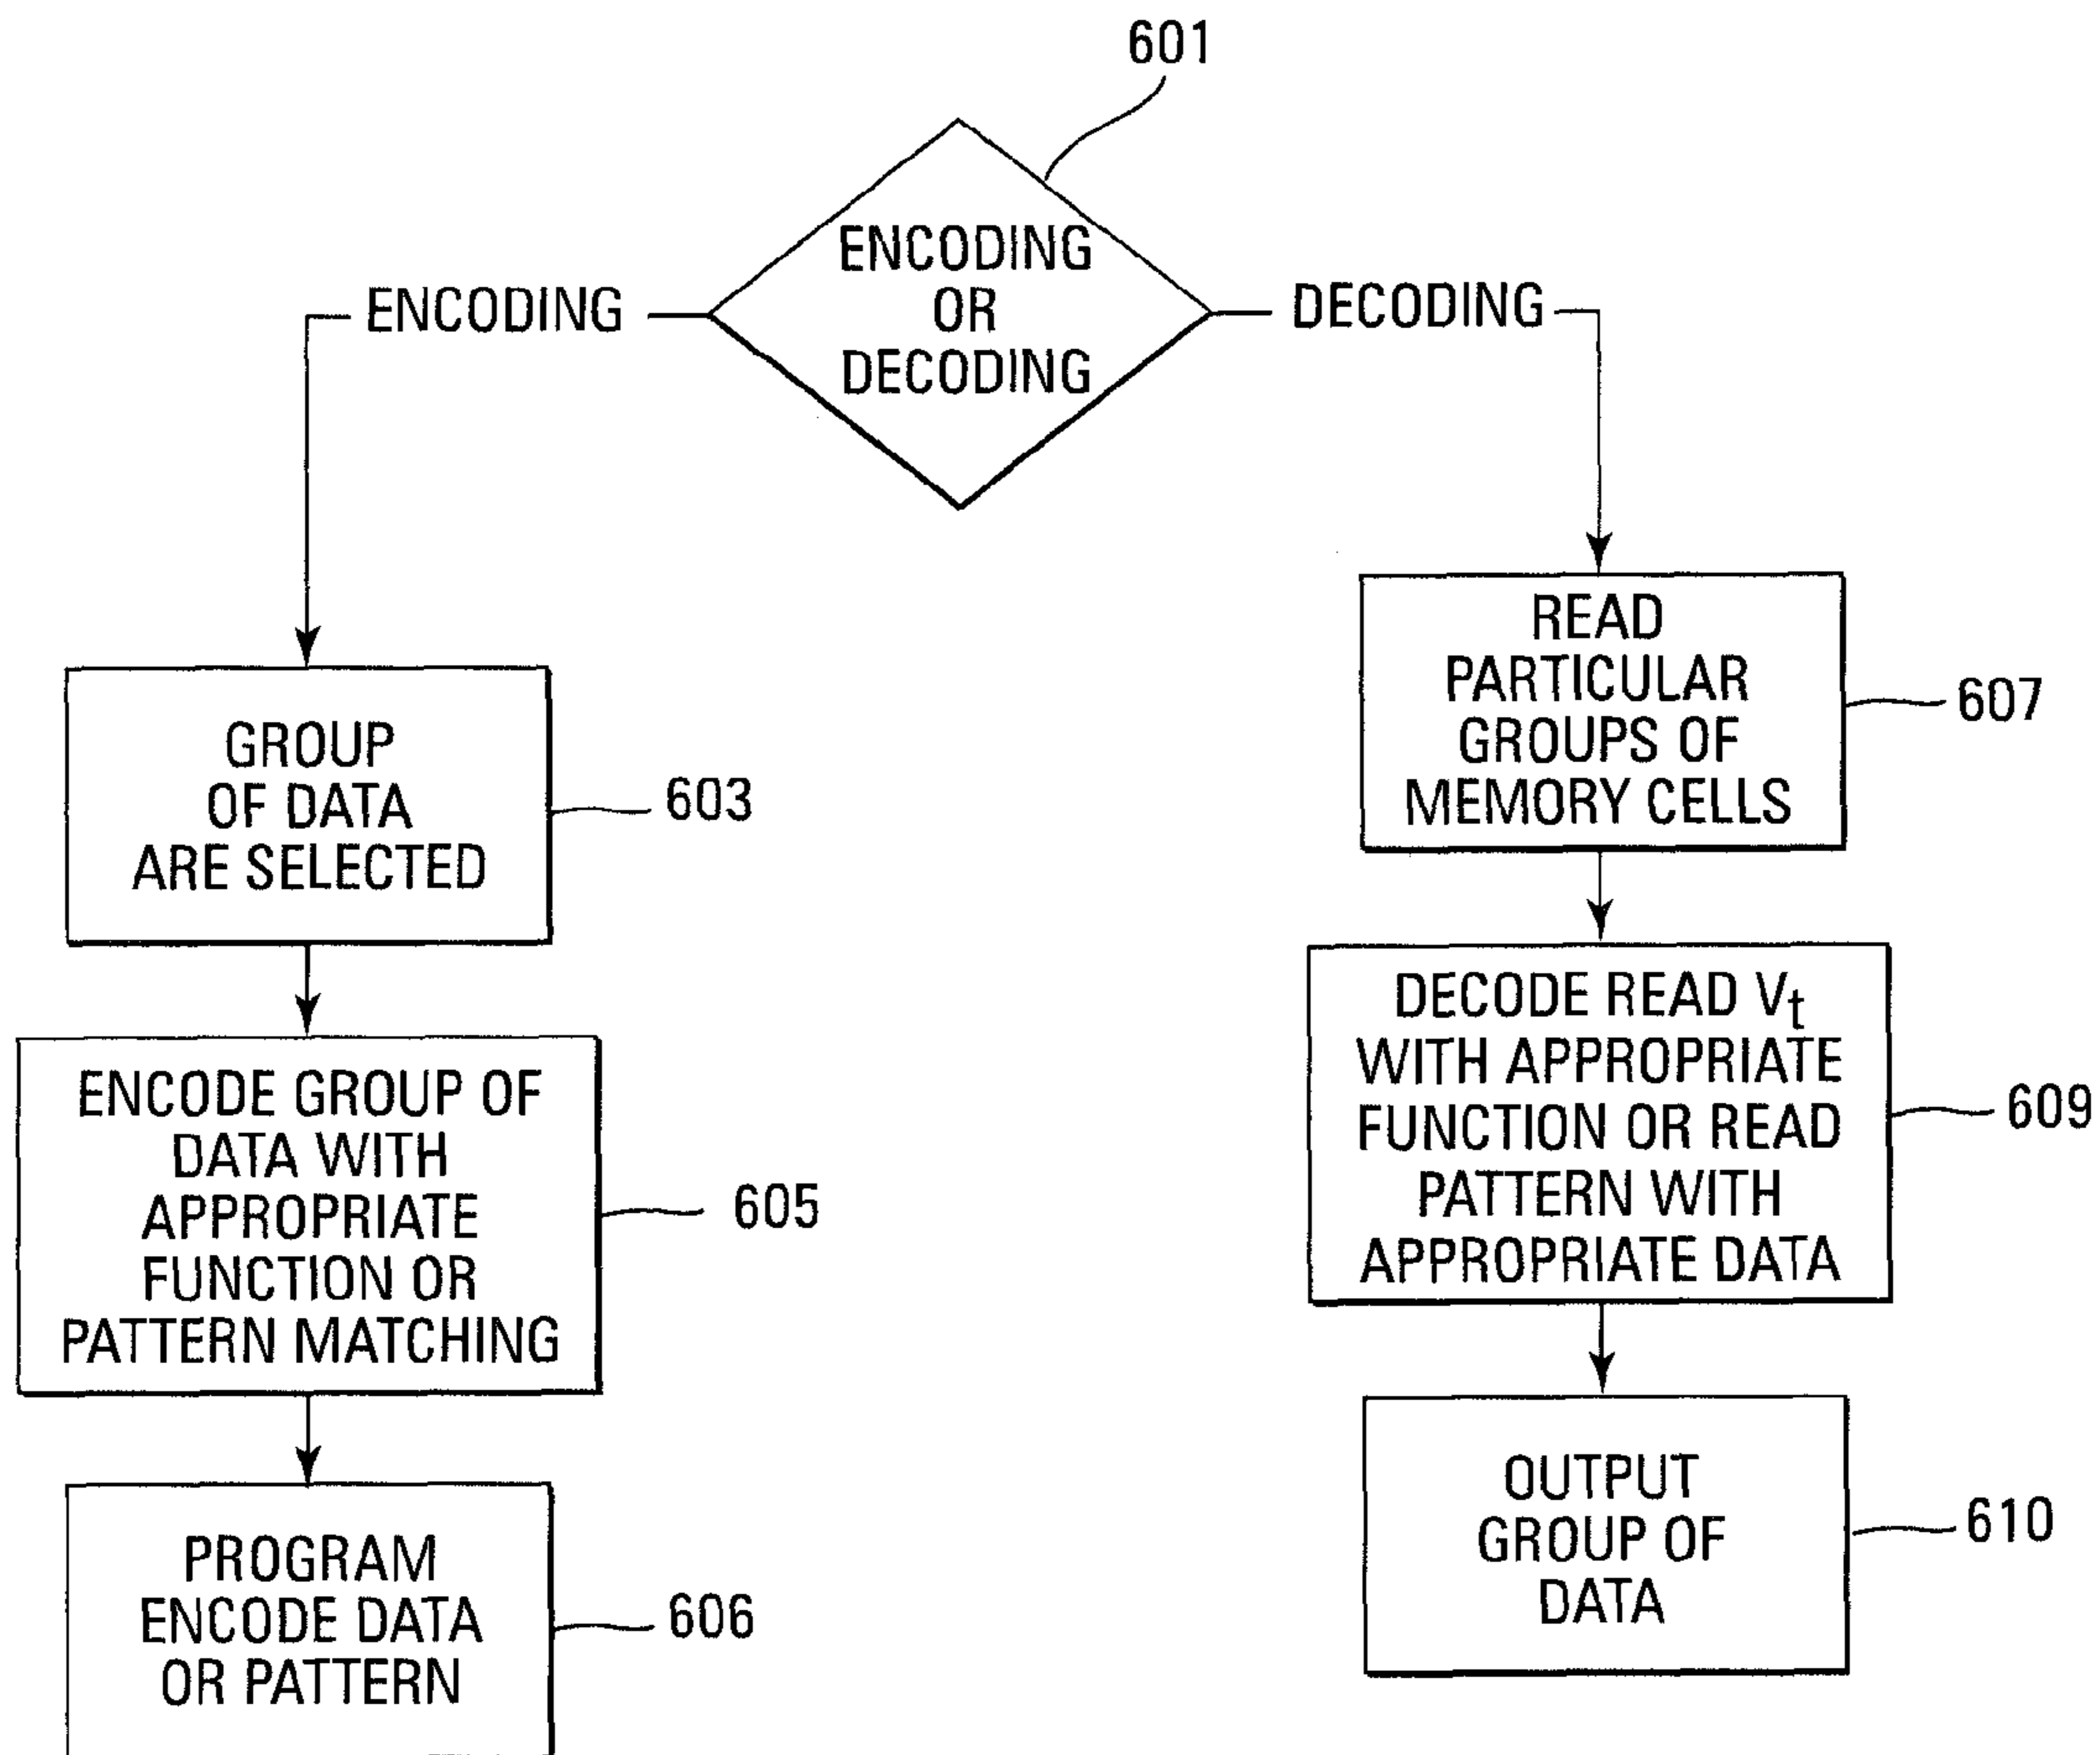 601
ENCODING
OR
DECODING
ENCODING
DECODING
GROUP
OF DATA
ARE SELECTED
603
ENCODE GROUP OF
DATA WITH
APPROPRIATE
FUNCTION OR
PATTERN MATCHING
605
PROGRAM
ENCODE DATA
OR PATTERN
606
READ
PARTICULAR
GROUPS OF
MEMORY CELLS
607
DECODE READ Vt
WITH APPROPRIATE
FUNCTION OR READ
PATTERN WITH
APPROPRIATE DATA
609
OUTPUT
GROUP OF
DATA
610